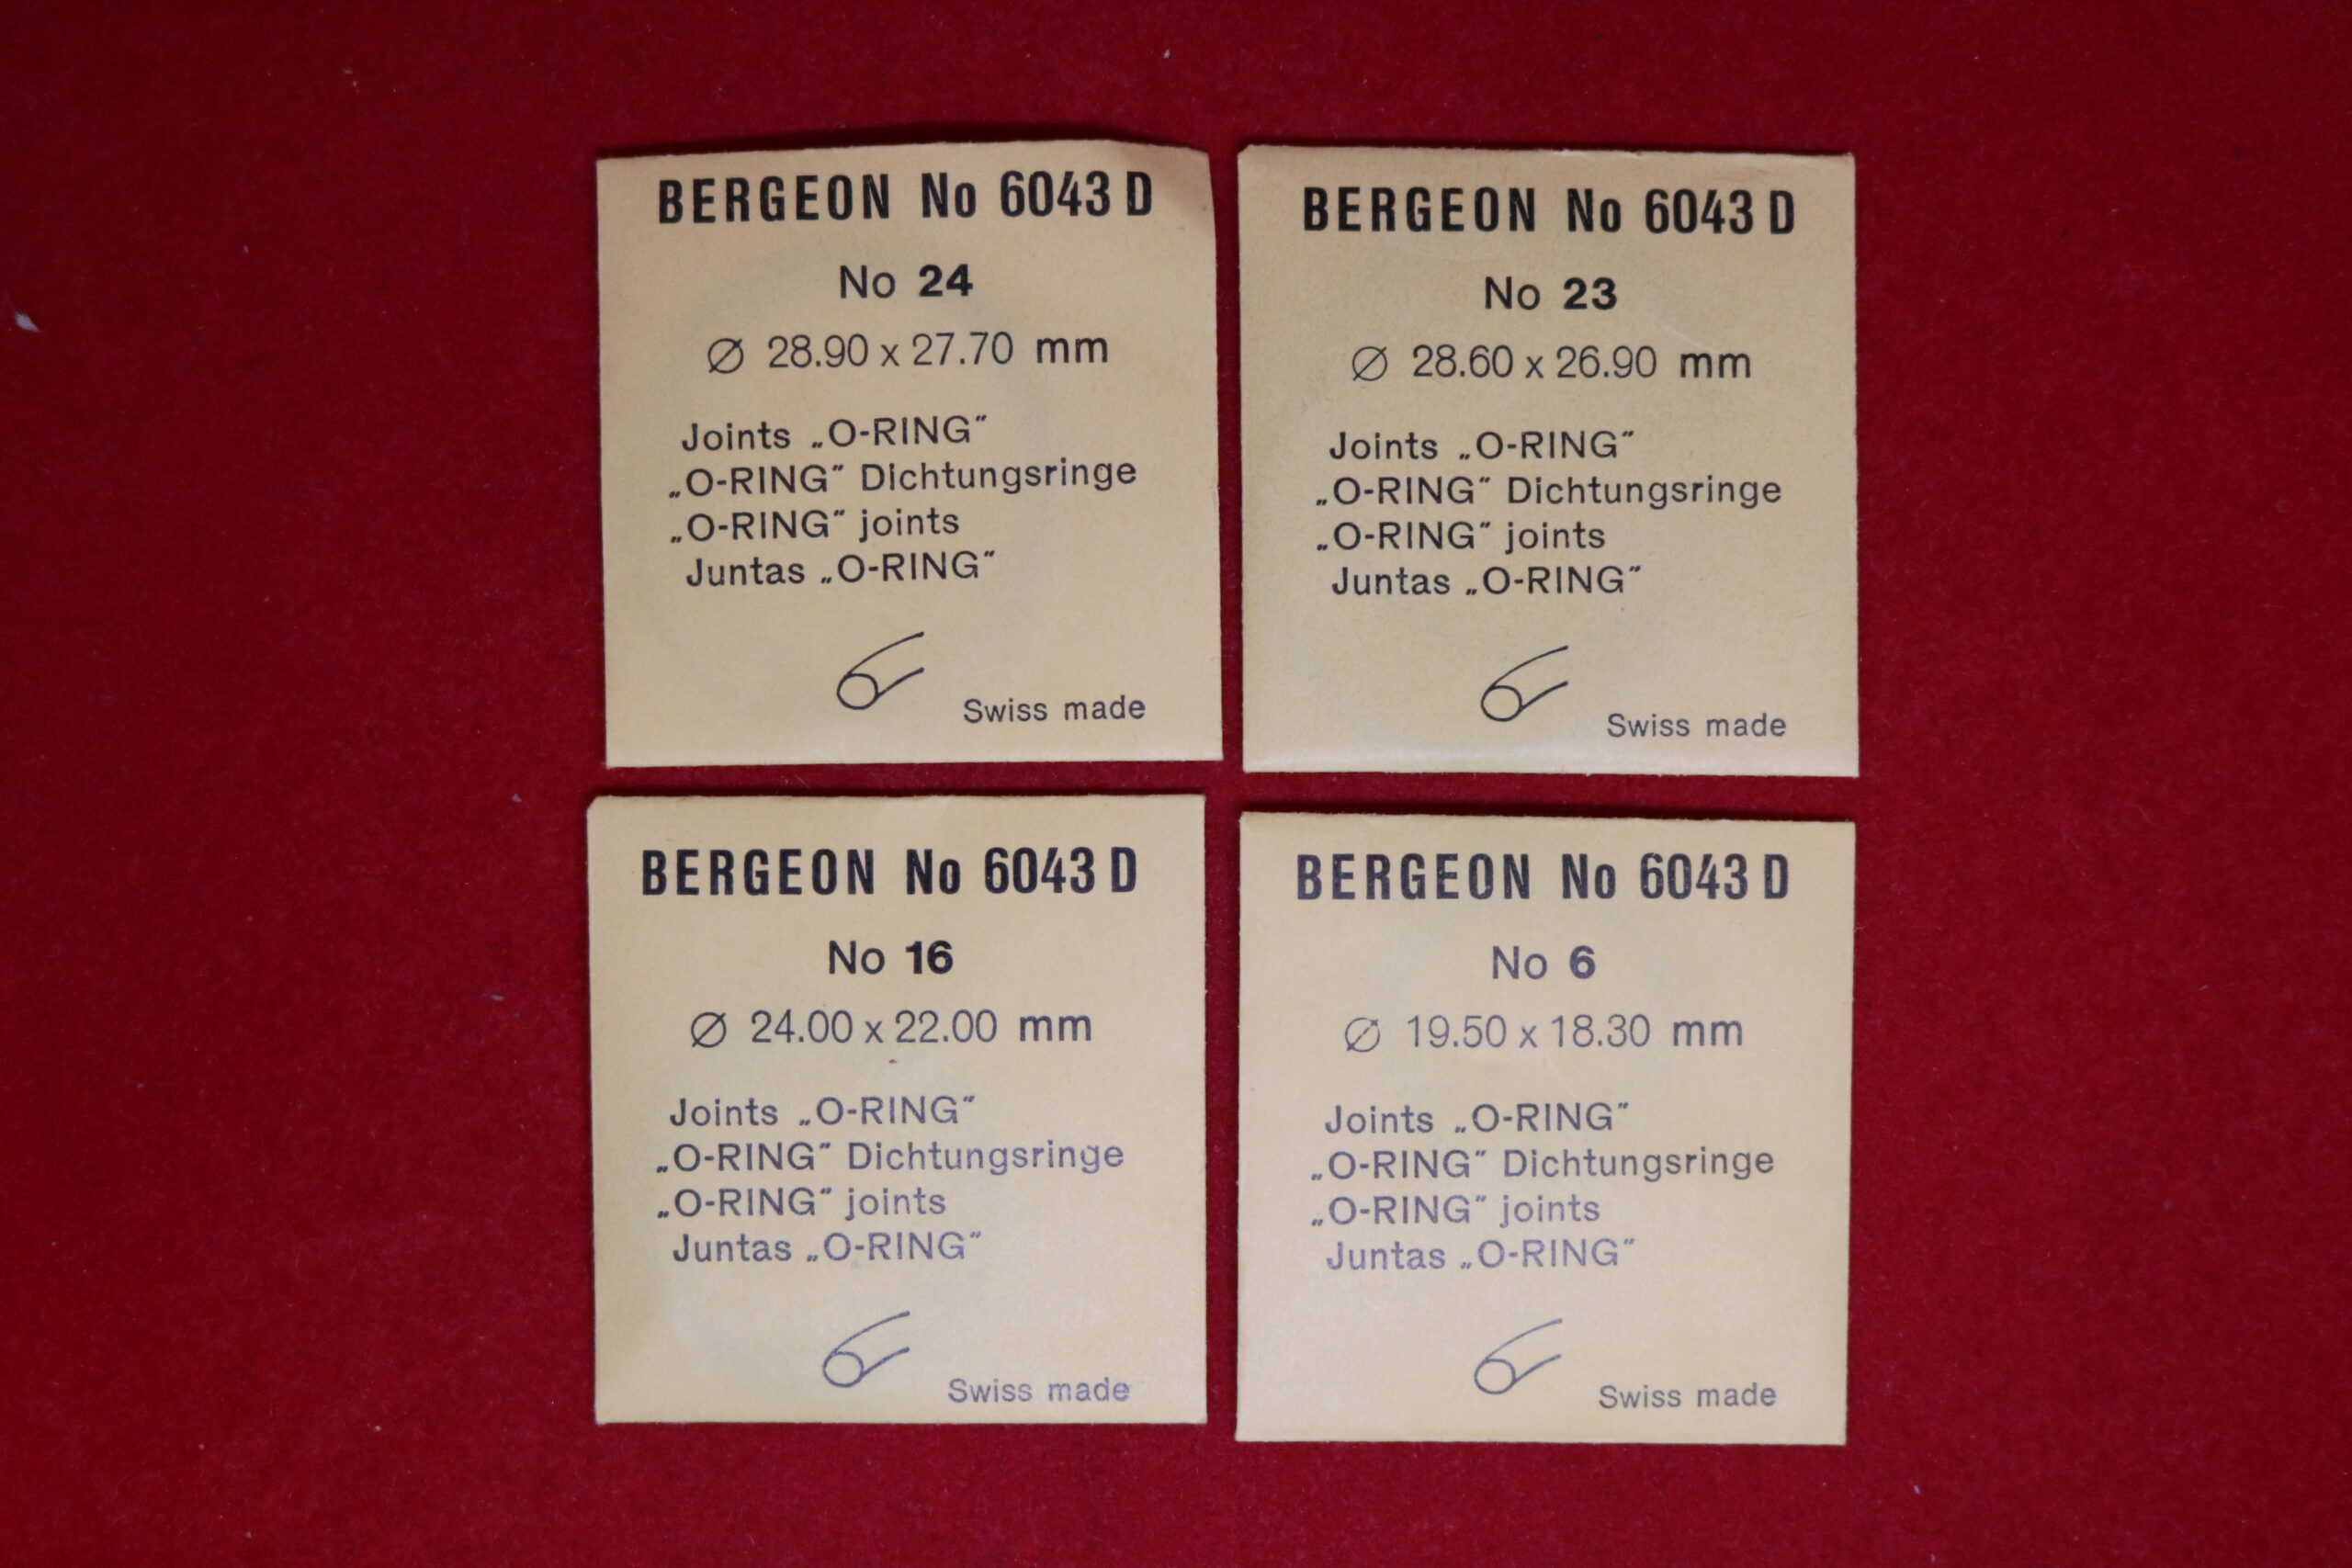 BERGEON No 6043 D
No 24
∅ 28.90 x 27.70 mm
Joints „O-RING”
„O-RING” Dichtungsringe
„O-RING” joints
Juntas „O-RING”
Swiss made
BERGEON No 6043 D
No 23
∅ 28.60 x 26.90 mm
Joints „O-RING”
„O-RING” Dichtungsringe
„O-RING” joints
Juntas „O-RING”
Swiss made
BERGEON No 6043 D
No 16
∅ 24.00 x 22.00 mm
Joints „O-RING”
„O-RING” Dichtungsringe
„O-RING” joints
Juntas „O-RING”
Swiss made
BERGEON No 6043 D
No 6
∅ 19.50 x 18.30 mm
Joints „O-RING”
„O-RING” Dichtungsringe
„O-RING” joints
Juntas „O-RING”
Swiss made